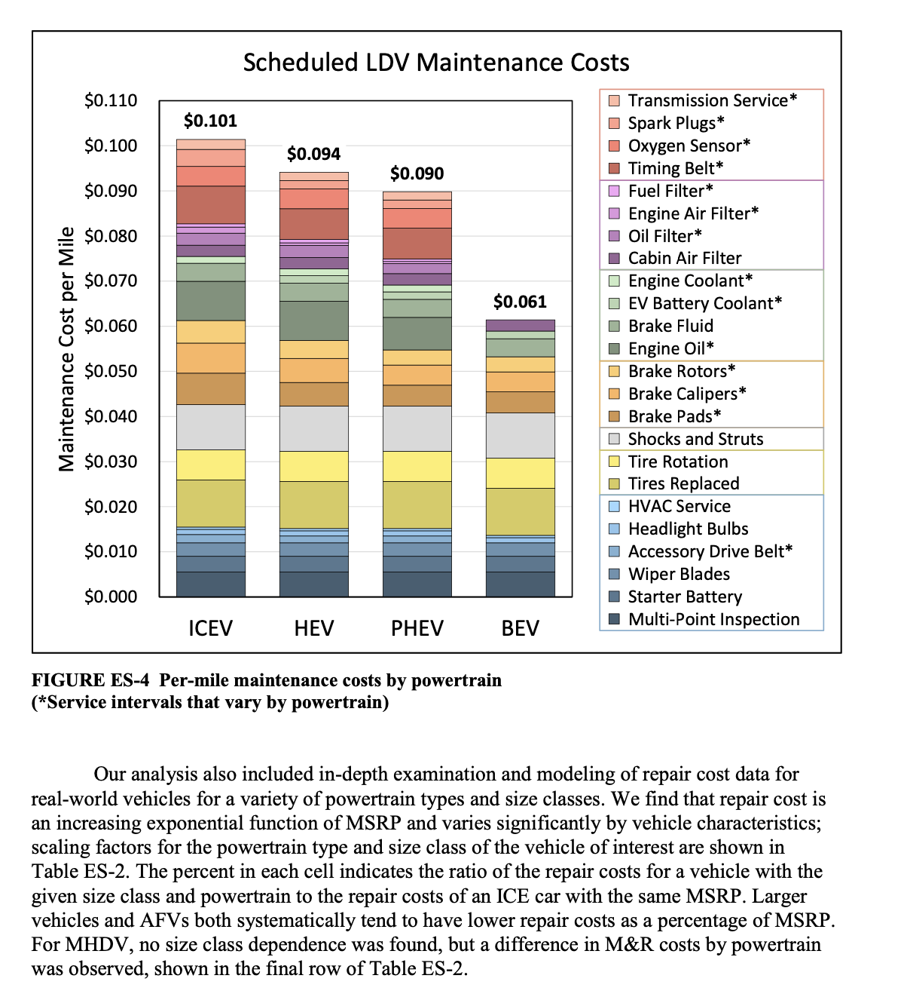 Scheduled LDV Maintenance Costs
Maintenance Cost per Mile
$0.110
$0.100
$0.090
$0.080
$0.070
$0.060
$0.050
$0.040
$0.030
$0.020
$0.010
$0.000
$0.101
$0.094
$0.090
$0.061
ICEV
HEV
PHEV
BEV
Transmission Service*
Spark Plugs*
Oxygen Sensor*
Timing Belt*
Fuel Filter*
Engine Air Filter*
Oil Filter*
Cabin Air Filter
Engine Coolant*
EV Battery Coolant*
Brake Fluid
Engine Oil*
Brake Rotors*
Brake Calipers*
Brake Pads*
Shocks and Struts
Tire Rotation
Tires Replaced
HVAC Service
Headlight Bulbs
Accessory Drive Belt*
Wiper Blades
Starter Battery
Multi-Point Inspection
FIGURE ES-4 Per-mile maintenance costs by powertrain
(*Service intervals that vary by powertrain)
Our analysis also included in-depth examination and modeling of repair cost data for
real-world vehicles for a variety of powertrain types and size classes. We find that repair cost is
an increasing exponential function of MSRP and varies significantly by vehicle characteristics;
scaling factors for the powertrain type and size class of the vehicle of interest are shown in
Table ES-2. The percent in each cell indicates the ratio of the repair costs for a vehicle with the
given size class and powertrain to the repair costs of an ICE car with the same MSRP. Larger
vehicles and AFVs both systematically tend to have lower repair costs as a percentage of MSRP.
For MHDV, no size class dependence was found, but a difference in M&R costs by powertrain
was observed, shown in the final row of Table ES-2.